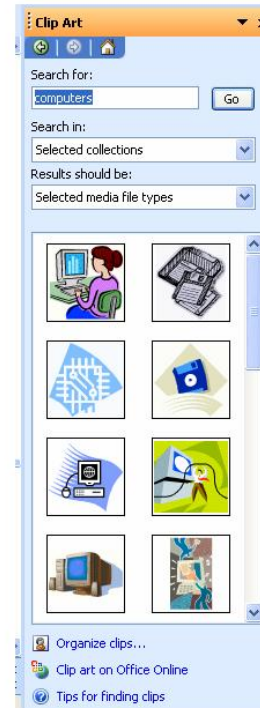 Clip Art
Search for:
computers
Go
Search in:
Selected collections
Results should be:
Selected media file types
Organize clips...
Clip art on Office Online
Tips for finding clips